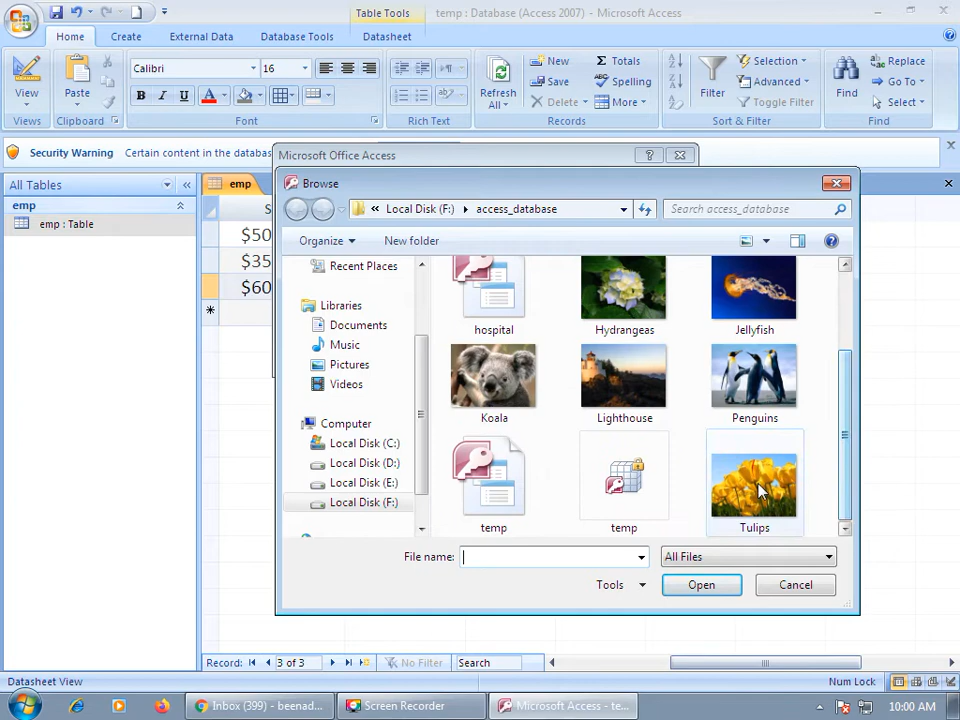 Table Tools
temp : Database (Access 2007) - Microsoft Access
Home
Create
External Data
Database Tools
Datasheet
View
Views
Paste
Clipboard
Calibri
16
B I U A
Font
Rich Text
Refresh
All
New
Save
Delete
Totals
Spelling
More
Records
Filter
Selection
Advanced
Toggle Filter
Sort & Filter
Find
Replace
Go To
Select
Find
Security Warning
Certain content in the databas
Microsoft Office Access
All Tables
emp
emp : Table
emp
S
$50
$35
$60
Browse
Local Disk (F:)
access_database
Search access_database
Organize
New folder
Recent Places
Libraries
Documents
Music
Pictures
Videos
Computer
Local Disk (C:)
Local Disk (D:)
Local Disk (E:)
Local Disk (F:)
hospital
Hydrangeas
Jellyfish
Koala
Lighthouse
Penguins
temp
temp
Tulips
File name:
All Files
Tools
Open
Cancel
Record:
3 of 3
No Filter
Search
Datasheet View
Num Lock
Inbox (399) - beenad...
Screen Recorder
Microsoft Access - te...
10:00 AM